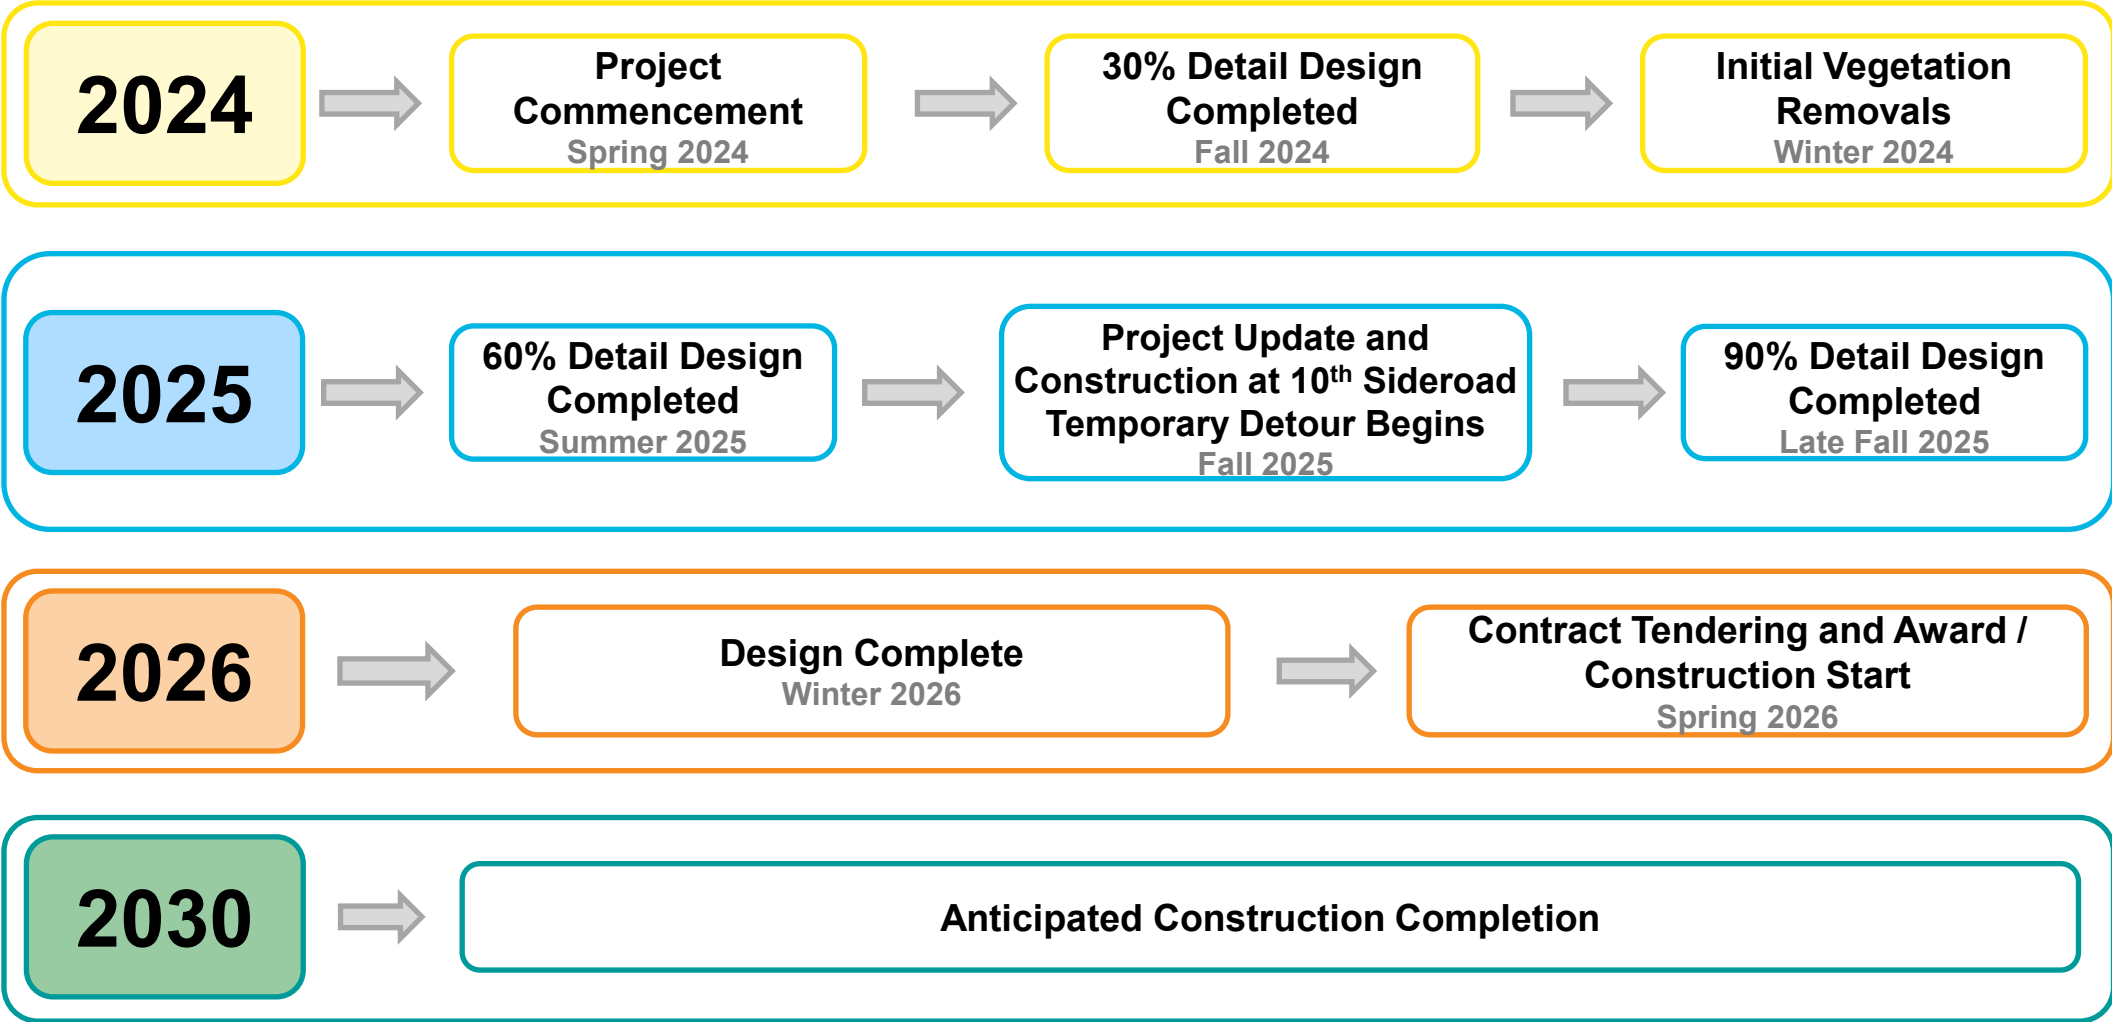 2024
Project
Commencement
Spring 2024
30% Detail Design
Completed
Fall 2024
Initial Vegetation
Removals
Winter 2024
2025
60% Detail Design
Completed
Summer 2025
Project Update and
Construction at 10th Sideroad
Temporary Detour Begins
Fall 2025
90% Detail Design
Completed
Late Fall 2025
2026
Design Complete
Winter 2026
Contract Tendering and Award /
Construction Start
Spring 2026
2030
Anticipated Construction Completion